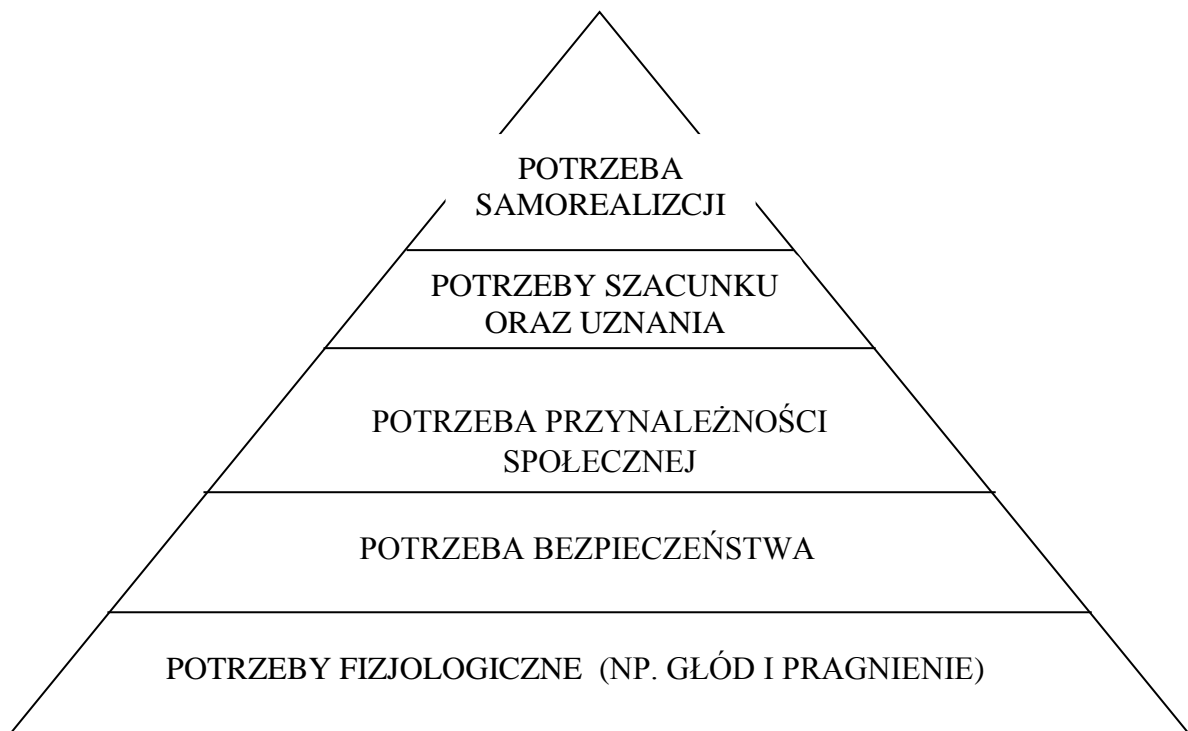 POTRZEBA
SAMOREALIZCJI
POTRZEBY SZACUNKU
ORAZ UZNANIA
POTRZEBA PRZYNALEŻNOŚCI
SPOŁECZNEJ
POTRZEBA BEZPIECZEŃSTWA
POTRZEBY FIZJOLOGICZNE (NP. GŁÓD I PRAGNIENIE)